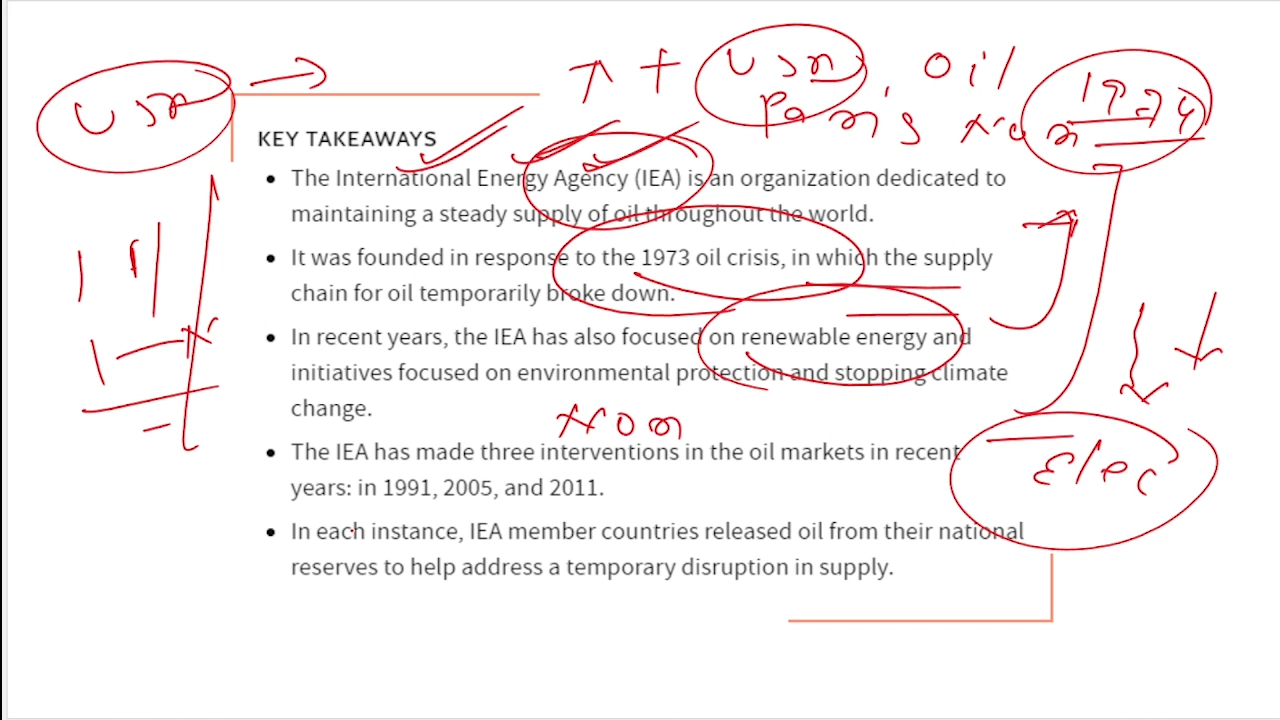 usa
usa oil
Paris
1974
KEY TAKEAWAYS
• The International Energy Agency (IEA) is an organization dedicated to
maintaining a steady supply of oil throughout the world.
• It was founded in response to the 1973 oil crisis, in which the supply
chain for oil temporarily broke down.
• In recent years, the IEA has also focused on renewable energy and
initiatives focused on environmental protection and stopping climate
change.
• The IEA has made three interventions in the oil markets in recent
years: in 1991, 2005, and 2011.
Elec
• In each instance, IEA member countries released oil from their national
reserves to help address a temporary disruption in supply.